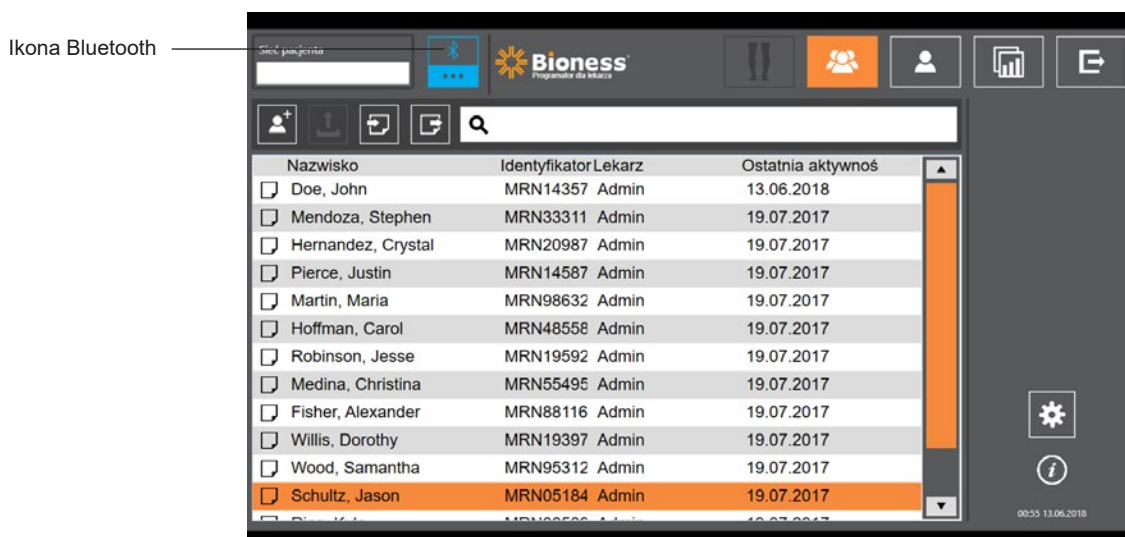 Ikona Bluetooth
Sieć pacjenta
Bioness®
Programator dla lekarza
Nazwisko Identyfikator Lekarz Ostatnia aktywnoś
Doe, John MRN14357 Admin 13.06.2018
Mendoza, Stephen MRN33311 Admin 19.07.2017
Hernandez, Crystal MRN20987 Admin 19.07.2017
Pierce, Justin MRN14587 Admin 19.07.2017
Martin, Maria MRN98632 Admin 19.07.2017
Hoffman, Carol MRN48558 Admin 19.07.2017
Robinson, Jesse MRN19592 Admin 19.07.2017
Medina, Christina MRN55495 Admin 19.07.2017
Fisher, Alexander MRN88116 Admin 19.07.2017
Willis, Dorothy MRN19397 Admin 19.07.2017
Wood, Samantha MRN95312 Admin 19.07.2017
Schultz, Jason MRN05184 Admin 19.07.2017
00:55 13.06.2018